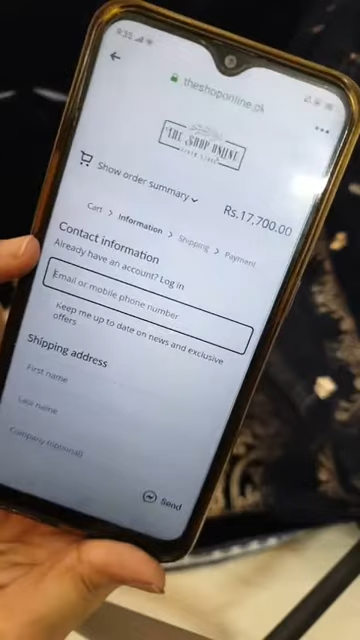 9:35
theshoponline.pk
THE SHOP ONLINE
Show order summary
Rs.17,700.00
Cart > Information > Shipping > Payment
Contact information
Already have an account? Log in
Email or mobile phone number
Keep me up to date on news and exclusive
offers
Shipping address
First name
Last name
Company (optional)
Send